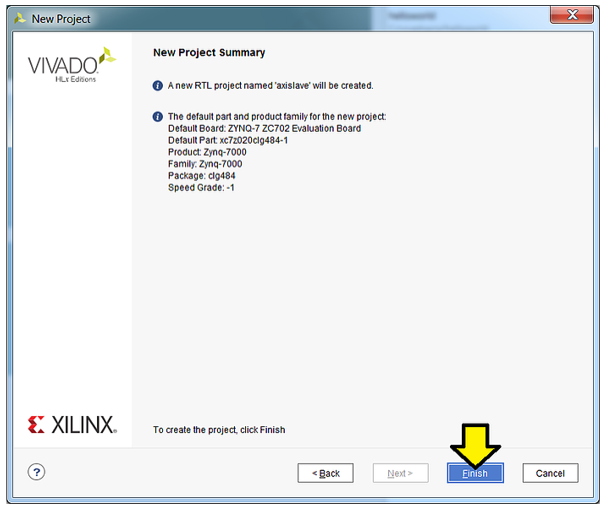 New Project
VIVADO
HLx Editions
New Project Summary
A new RTL project named 'axislave' will be created.
The default part and product family for the new project:
Default Board: ZYNQ-7 ZC702 Evaluation Board
Default Part: xc7z020clg484-1
Product: Zynq-7000
Family: Zynq-7000
Package: clg484
Speed Grade: -1
XILINX
To create the project, click Finish
?
< Back
Next >
Finish
Cancel